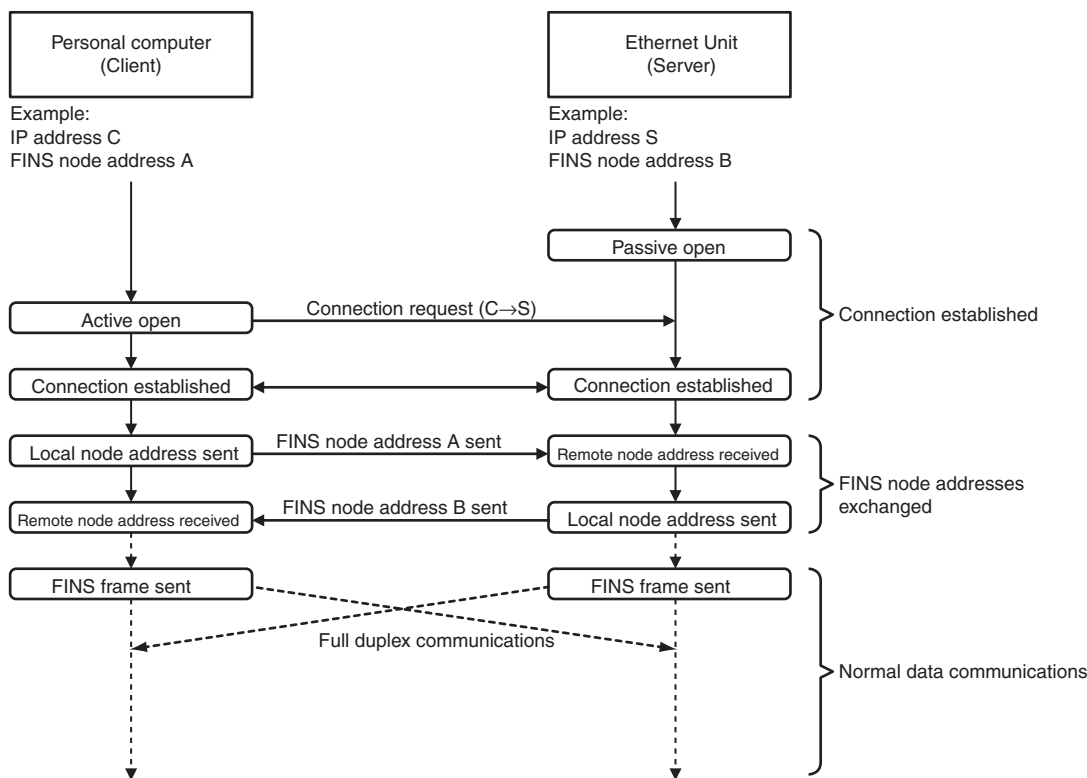 Personal computer
(Client)
Ethernet Unit
(Server)
Example:
IP address C
FINS node address A
Example:
IP address S
FINS node address B
Passive open
Active open
Connection request (C→S)
Connection established
Connection established
Connection established
Local node address sent
FINS node address A sent
Remote node address received
FINS node addresses
exchanged
Remote node address received
FINS node address B sent
Local node address sent
FINS frame sent
FINS frame sent
Full duplex communications
Normal data communications